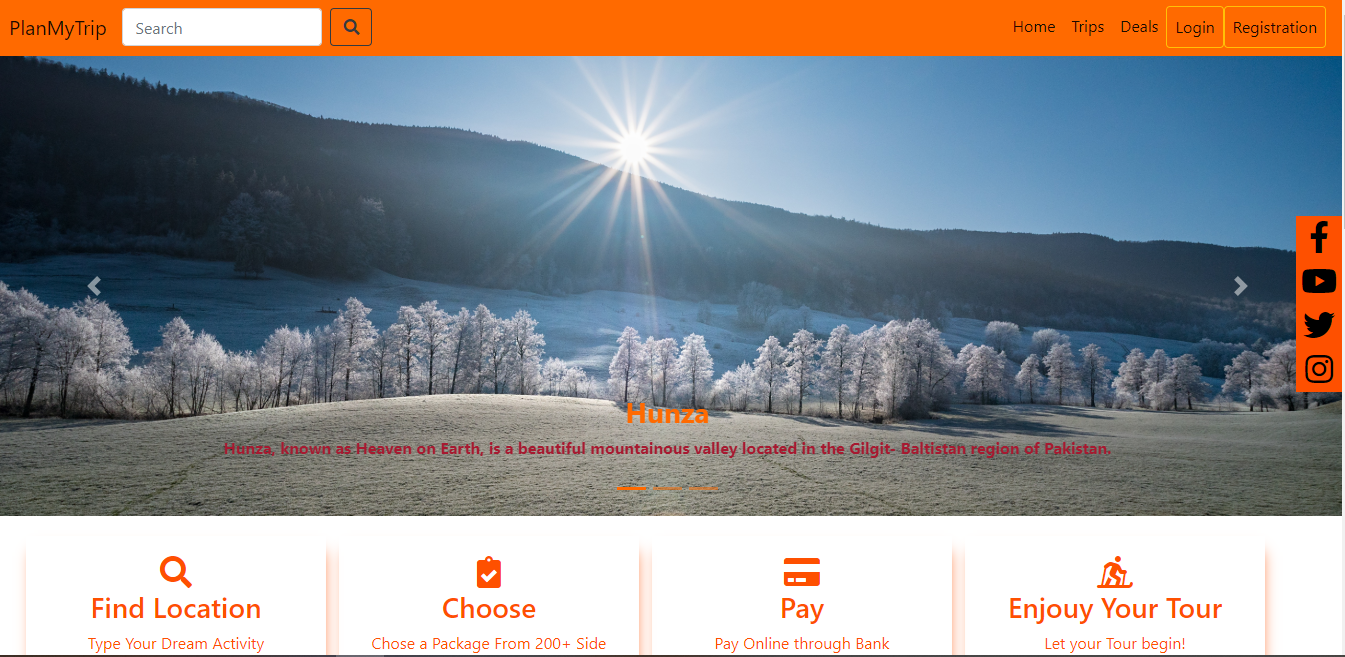 PlanMyTrip Search Home Trips Deals Login Registration
Hunza
Hunza, known as Heaven on Earth, is a beautiful mountainous valley located in the Gilgit- Baltistan region of Pakistan.
Find Location Choose Pay Enjouy Your Tour
Type Your Dream Activity Chose a Package From 200+ Side Pay Online through Bank Let your Tour begin!